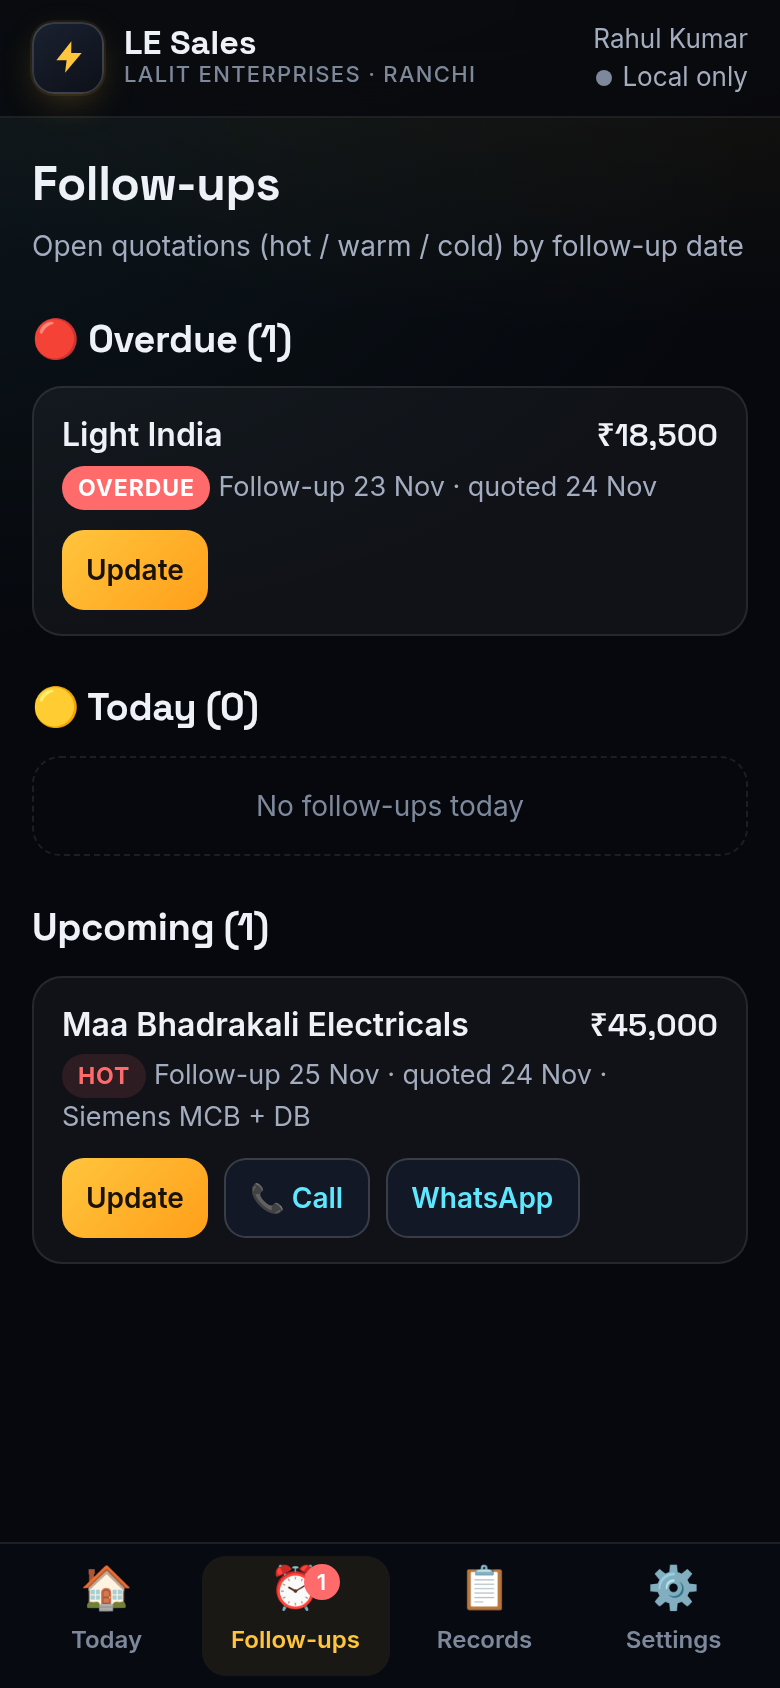 LE Sales
LALIT ENTERPRISES · RANCHI
Rahul Kumar
Local only
Follow-ups
Open quotations (hot / warm / cold) by follow-up date
Overdue (1)
Light India
₹18,500
OVERDUE Follow-up 23 Nov · quoted 24 Nov
Update
Today (0)
No follow-ups today
Upcoming (1)
Maa Bhadrakali Electricals
₹45,000
HOT Follow-up 25 Nov · quoted 24 Nov ·
Siemens MCB + DB
Update
Call
WhatsApp
1
Today
Follow-ups
Records
Settings